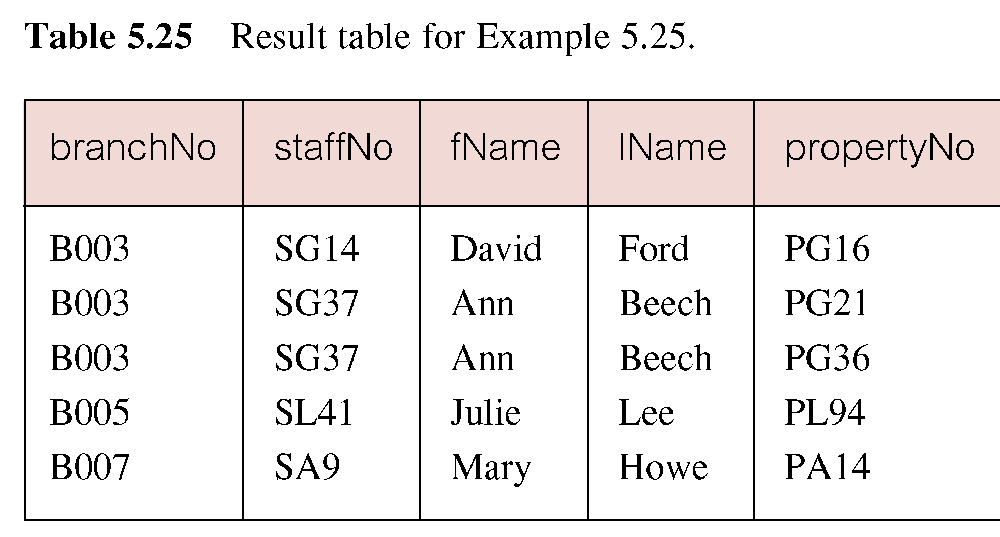 Table 5.25 Result table for Example 5.25.
branchNo staffNo fName lName propertyNo
B003 SG14 David Ford PG16
B003 SG37 Ann Beech PG21
B003 SG37 Ann Beech PG36
B005 SL41 Julie Lee PL94
B007 SA9 Mary Howe PA14